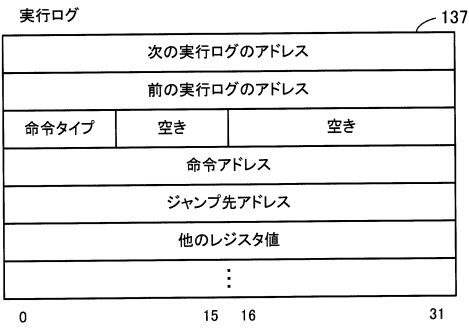 実行ログ
137
次の実行ログのアドレス
前の実行ログのアドレス
命令タイプ 空き 空き
命令アドレス
ジャンプ先アドレス
他のレジスタ値
⋮
0 15 16 31